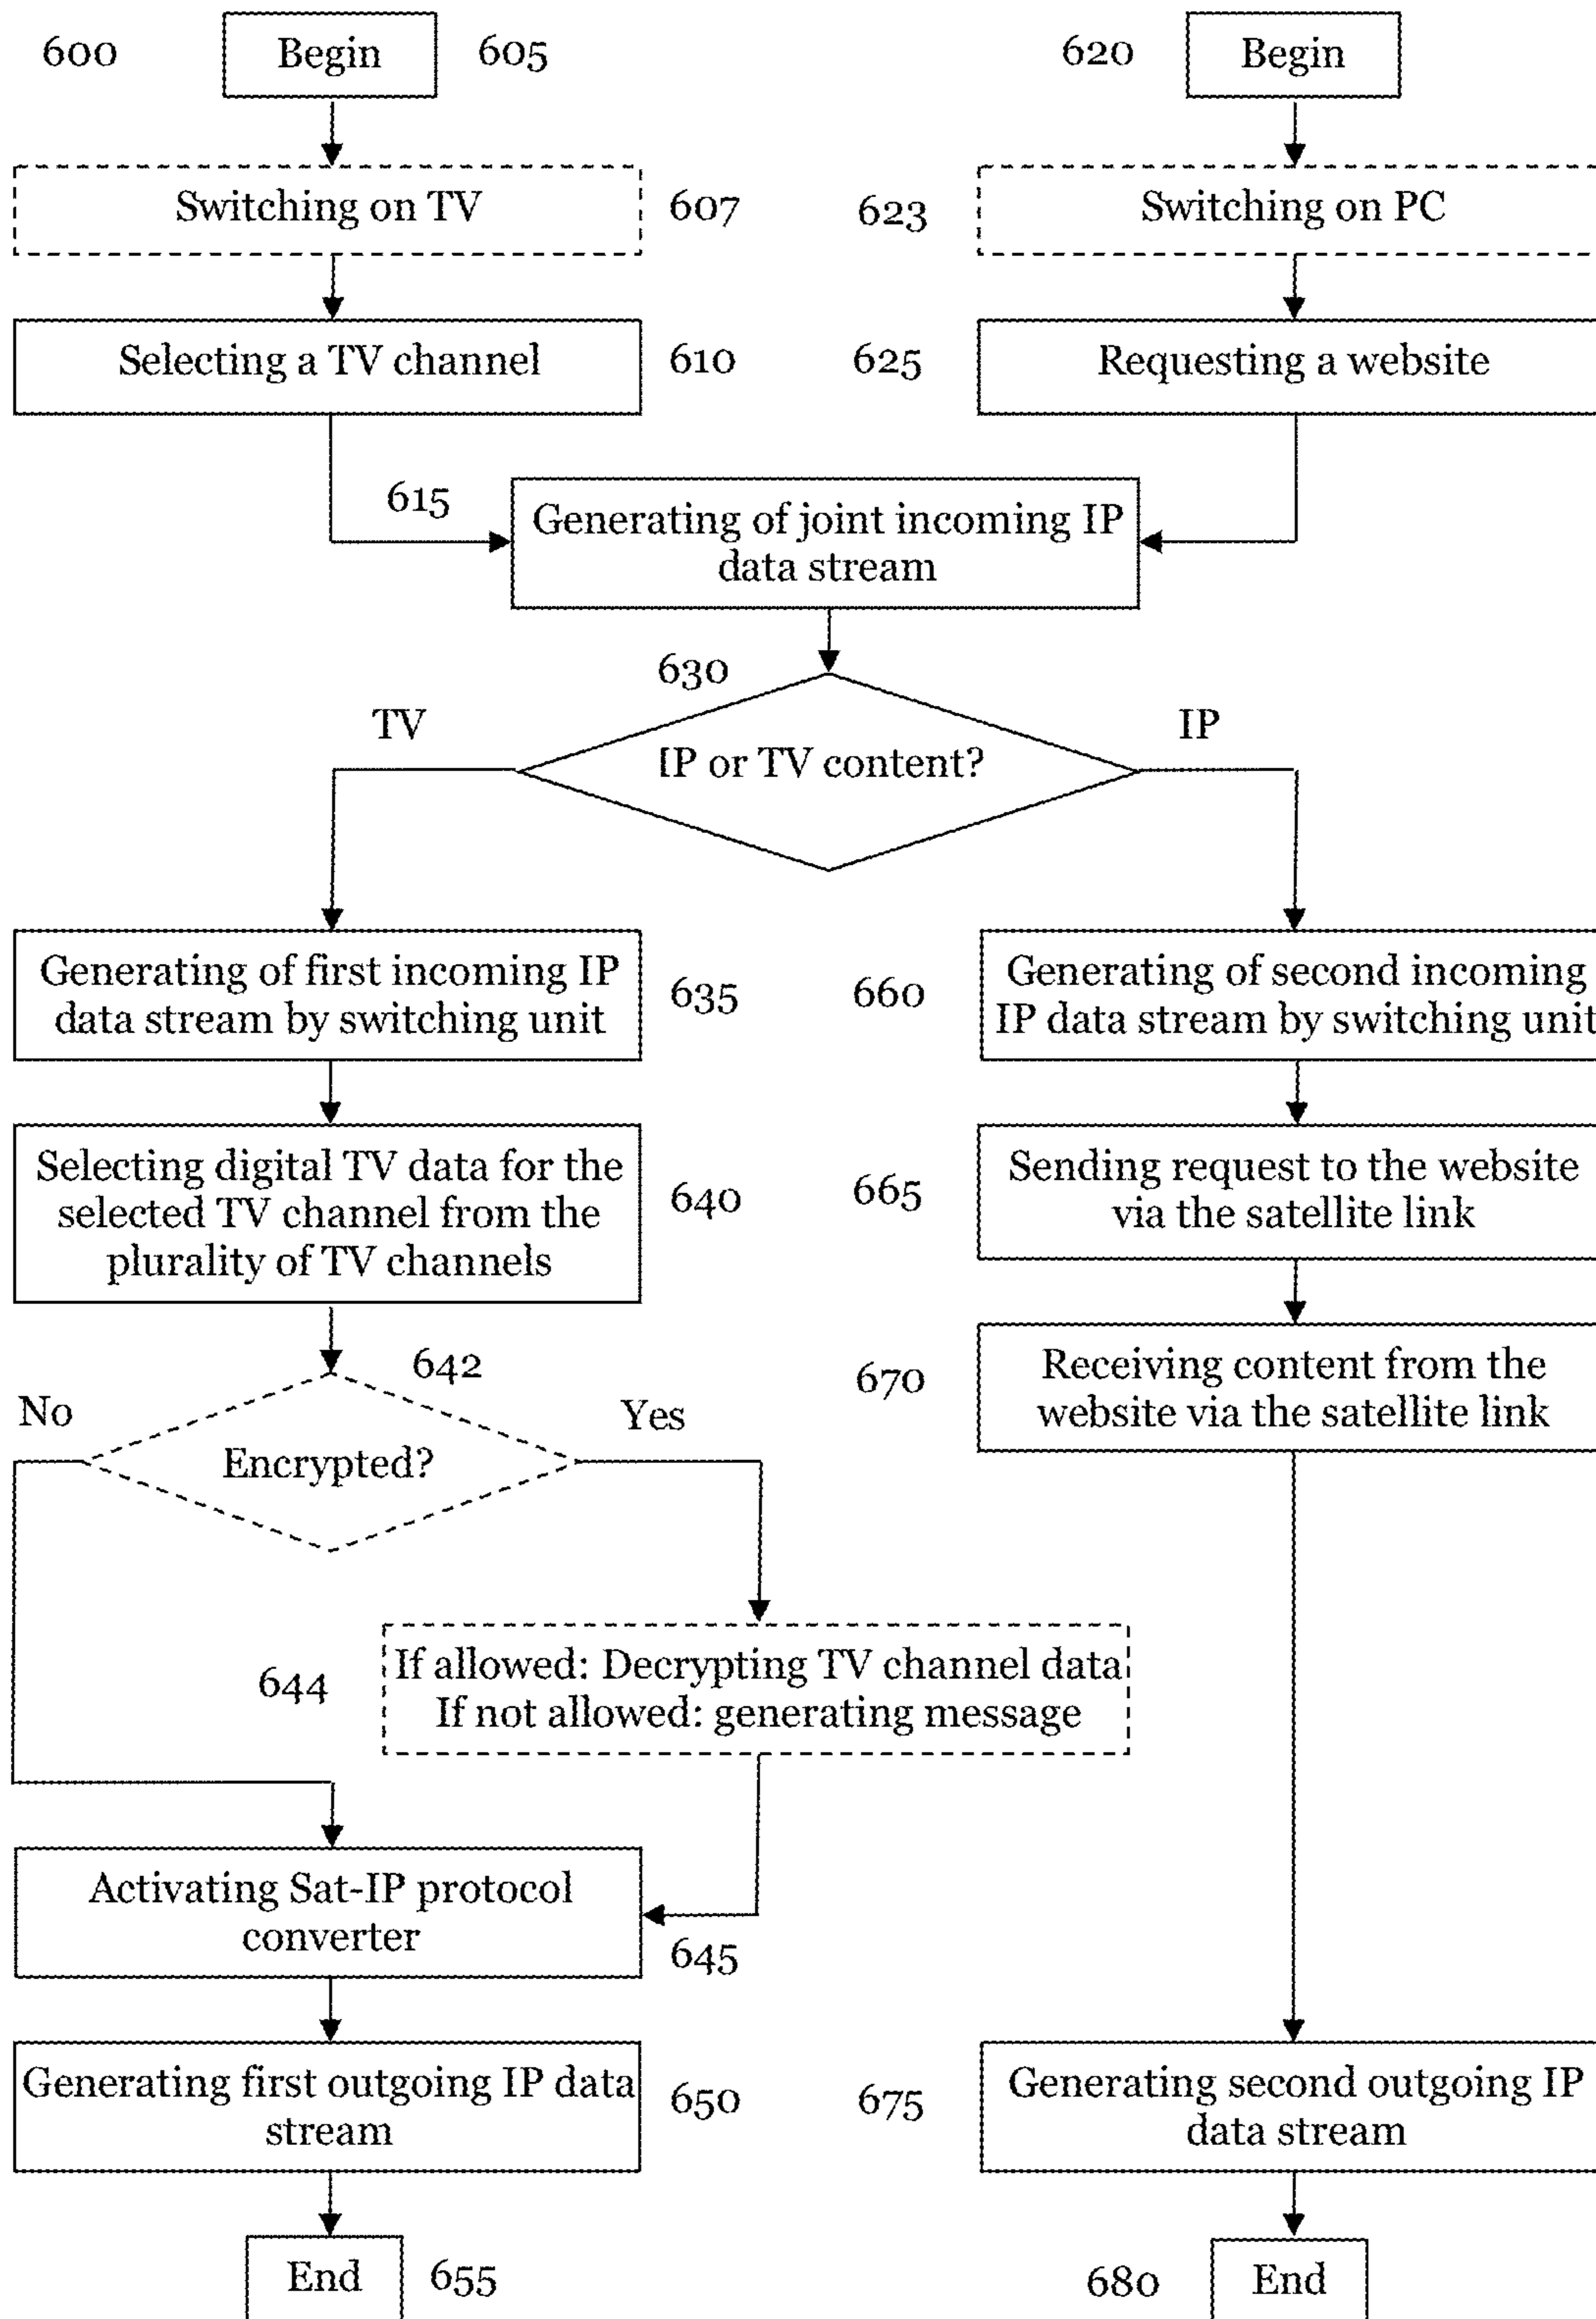 600
Begin
605
620
Begin
Switching on TV
607
623
Switching on PC
Selecting a TV channel
610
625
Requesting a website
615
Generating of joint incoming IP
data stream
630
TV
IP
IP or TV content?
Generating of first incoming IP
data stream by switching unit
635
660
Generating of second incoming
IP data stream by switching unit
Selecting digital TV data for the
selected TV channel from the
plurality of TV channels
640
665
Sending request to the website
via the satellite link
642
No
Yes
Encrypted?
670
Receiving content from the
website via the satellite link
644
If allowed: Decrypting TV channel data
If not allowed: generating message
Activating Sat-IP protocol
converter
645
Generating first outgoing IP data
stream
650
675
Generating second outgoing IP
data stream
End
655
680
End